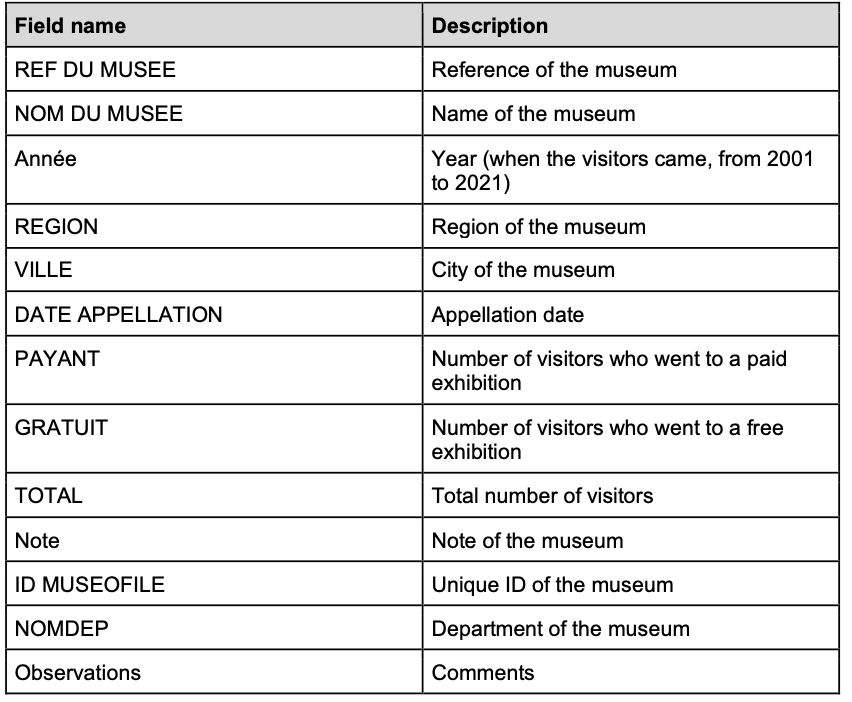 Field name Description
REF DU MUSEE Reference of the museum
NOM DU MUSEE Name of the museum
Année Year (when the visitors came, from 2001
to 2021)
REGION Region of the museum
VILLE City of the museum
DATE APPELLATION Appellation date
PAYANT Number of visitors who went to a paid
exhibition
GRATUIT Number of visitors who went to a free
exhibition
TOTAL Total number of visitors
Note Note of the museum
ID MUSEOFILE Unique ID of the museum
NOMDEP Department of the museum
Observations Comments